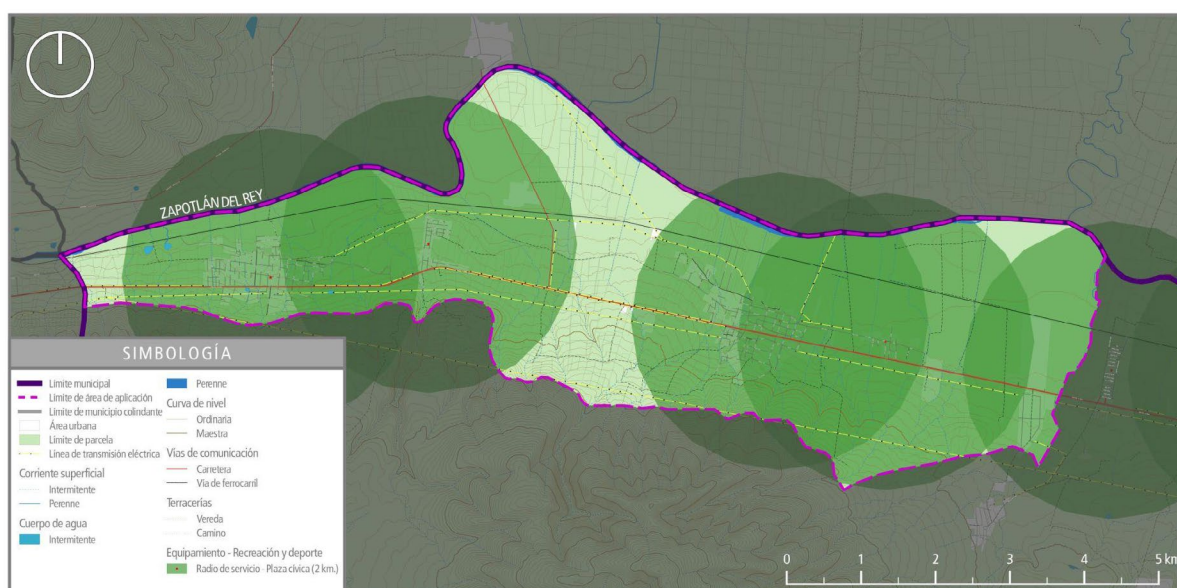 ZAPOTLÁN DEL REY
SIMBOLOGÍA
Límite municipal
Límite de área de aplicación
Límite de municipio colindante
Área urbana
Límite de parcela
Línea de transmisión eléctrica
Corriente superficial
Intermitente
Perenne
Cuerpo de agua
Intermitente
Perenne
Curva de nivel
Ordinaria
Maestra
Vías de comunicación
Carretera
Vía de ferrocarril
Terracerías
Vereda
Camino
Equipamiento - Recreación y deporte
Radio de servicio - Plaza cívica (2 km.)
0 1 2 3 4 5 km